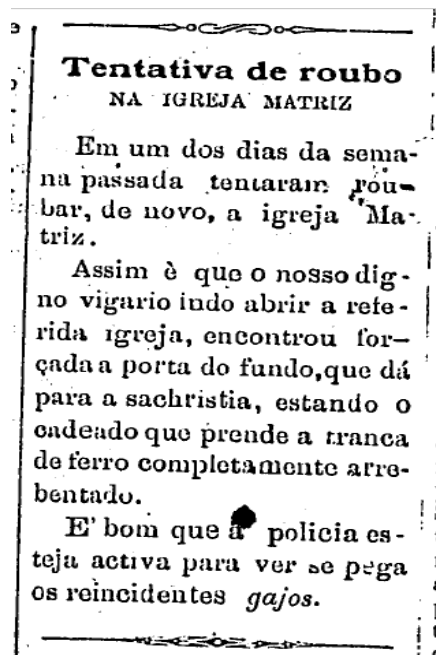 Tentativa de roubo
NA IGREJA MATRIZ
Em um dos dias da sema-
na passada tentaram rou-
bar, de novo, a igreja Ma-
triz.
Assim è que o nosso dig-
no vigario indo abrir a refe-
rida igreja, encontrou for-
çada a porta do fundo, que dá
para a sachristia, estando o
cadeado que prende a tranca
de ferro completamente arre-
bentado.
E' bom que a policia es-
teja activa para ver se pega
os reincidentes gajos.